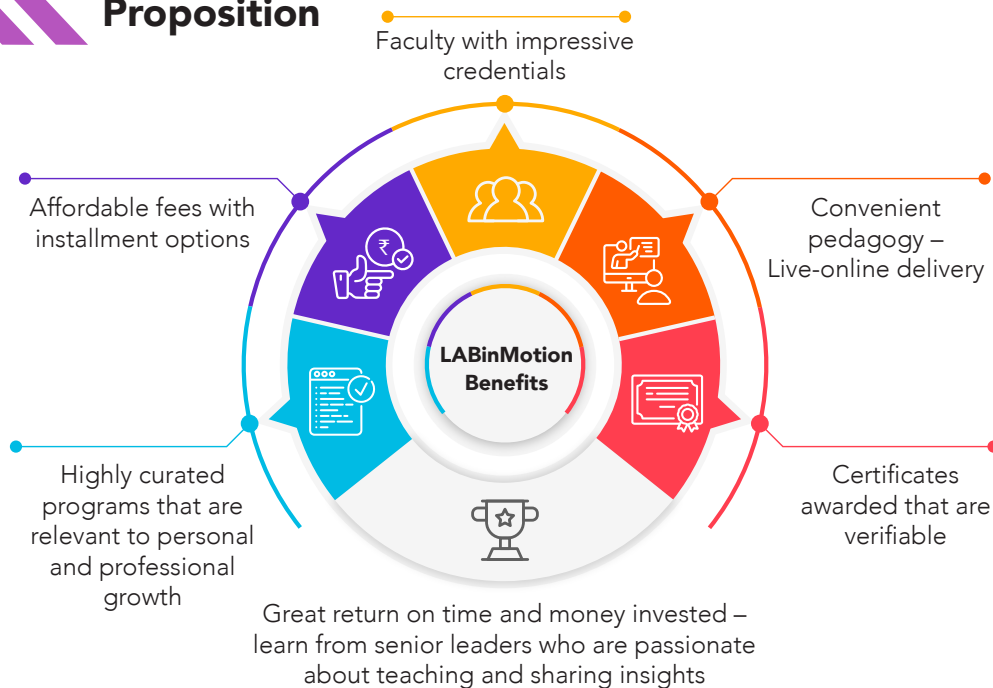 Proposition
Faculty with impressive
credentials
Affordable fees with
installment options
Convenient
pedagogy –
Live-online delivery
₹
LABinMotion
Benefits
Highly curated
programs that are
relevant to personal
and professional
growth
Certificates
awarded that are
verifiable
Great return on time and money invested –
learn from senior leaders who are passionate
about teaching and sharing insights